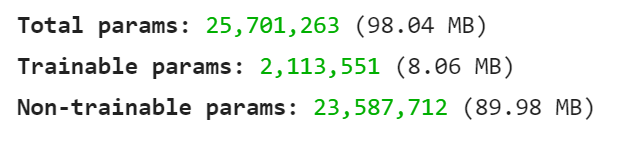 Total params: 25,701,263 (98.04 MB)
Trainable params: 2,113,551 (8.06 MB)
Non-trainable params: 23,587,712 (89.98 MB)